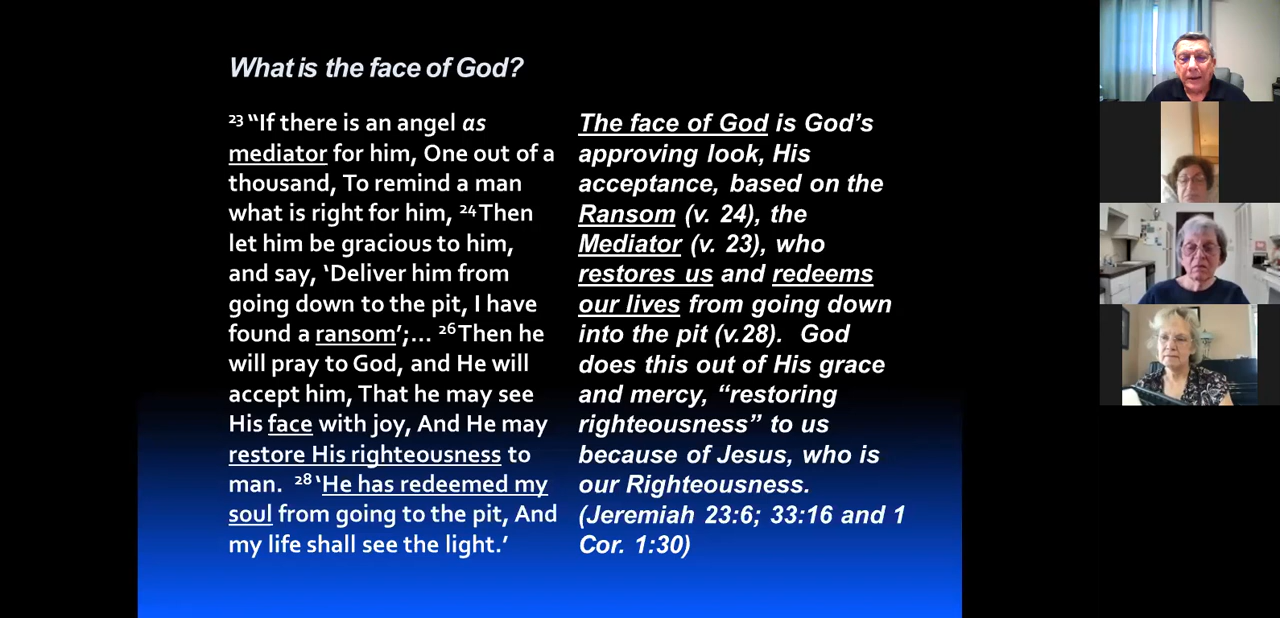 What is the face of God?
23 “If there is an angel as
mediator for him, One out of a
thousand, To remind a man
what is right for him, 24 Then
let him be gracious to him,
and say, ‘Deliver him from
going down to the pit, I have
found a ransom’;... 26 Then he
will pray to God, and He will
accept him, That he may see
His face with joy, And He may
restore His righteousness to
man. 28 ‘He has redeemed my
soul from going to the pit, And
my life shall see the light.’
The face of God is God’s
approving look, His
acceptance, based on the
Ransom (v. 24), the
Mediator (v. 23), who
restores us and redeems
our lives from going down
into the pit (v.28). God
does this out of His grace
and mercy, “restoring
righteousness” to us
because of Jesus, who is
our Righteousness.
(Jeremiah 23:6; 33:16 and 1
Cor. 1:30)